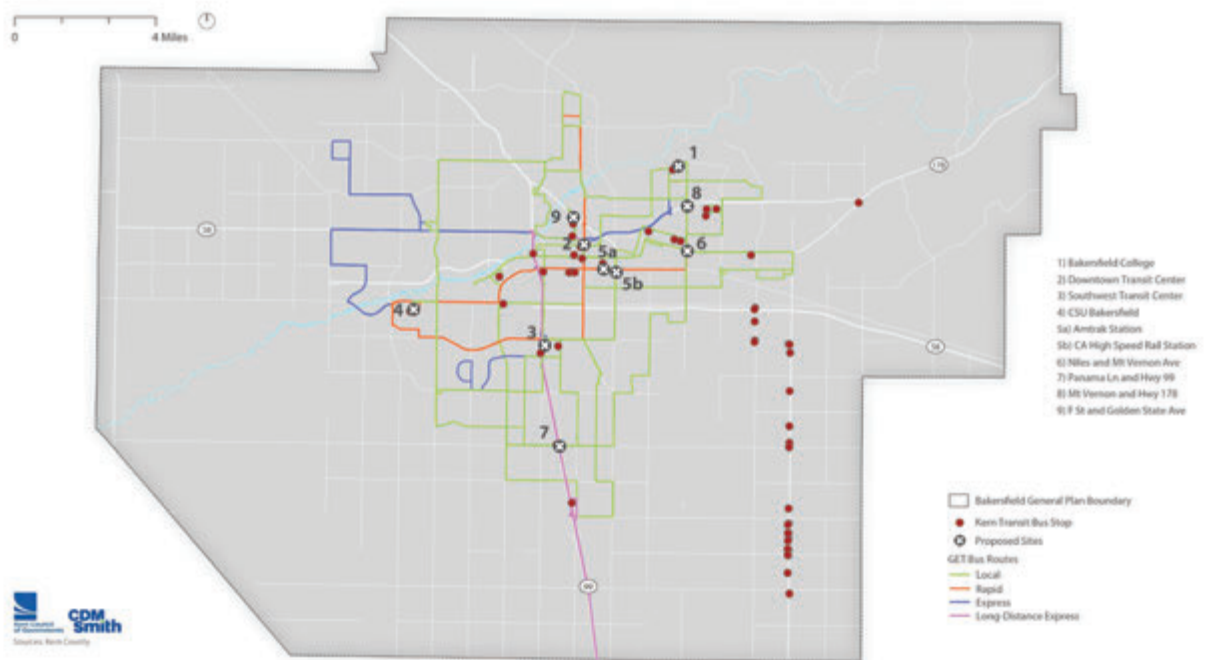 0 4 Miles
1
178
8
9
58
2
6
5a
5b
4
3
58
7
99
1) Bakersfield College
2) Downtown Transit Center
3) Southwest Transit Center
4) CSU Bakersfield
5a) Amtrak Station
5b) CA High Speed Rail Station
6) Niles and Mt Vernon Ave
7) Panama Ln and Hwy 99
8) Mt Vernon and Hwy 178
9) F St and Golden State Ave
Bakersfield General Plan Boundary
Kern Transit Bus Stop
Proposed Sites
GET Bus Routes
Local
Rapid
Express
Long-Distance Express
Kern Council
of Governments
CDM
Smith
Sources: Kern County